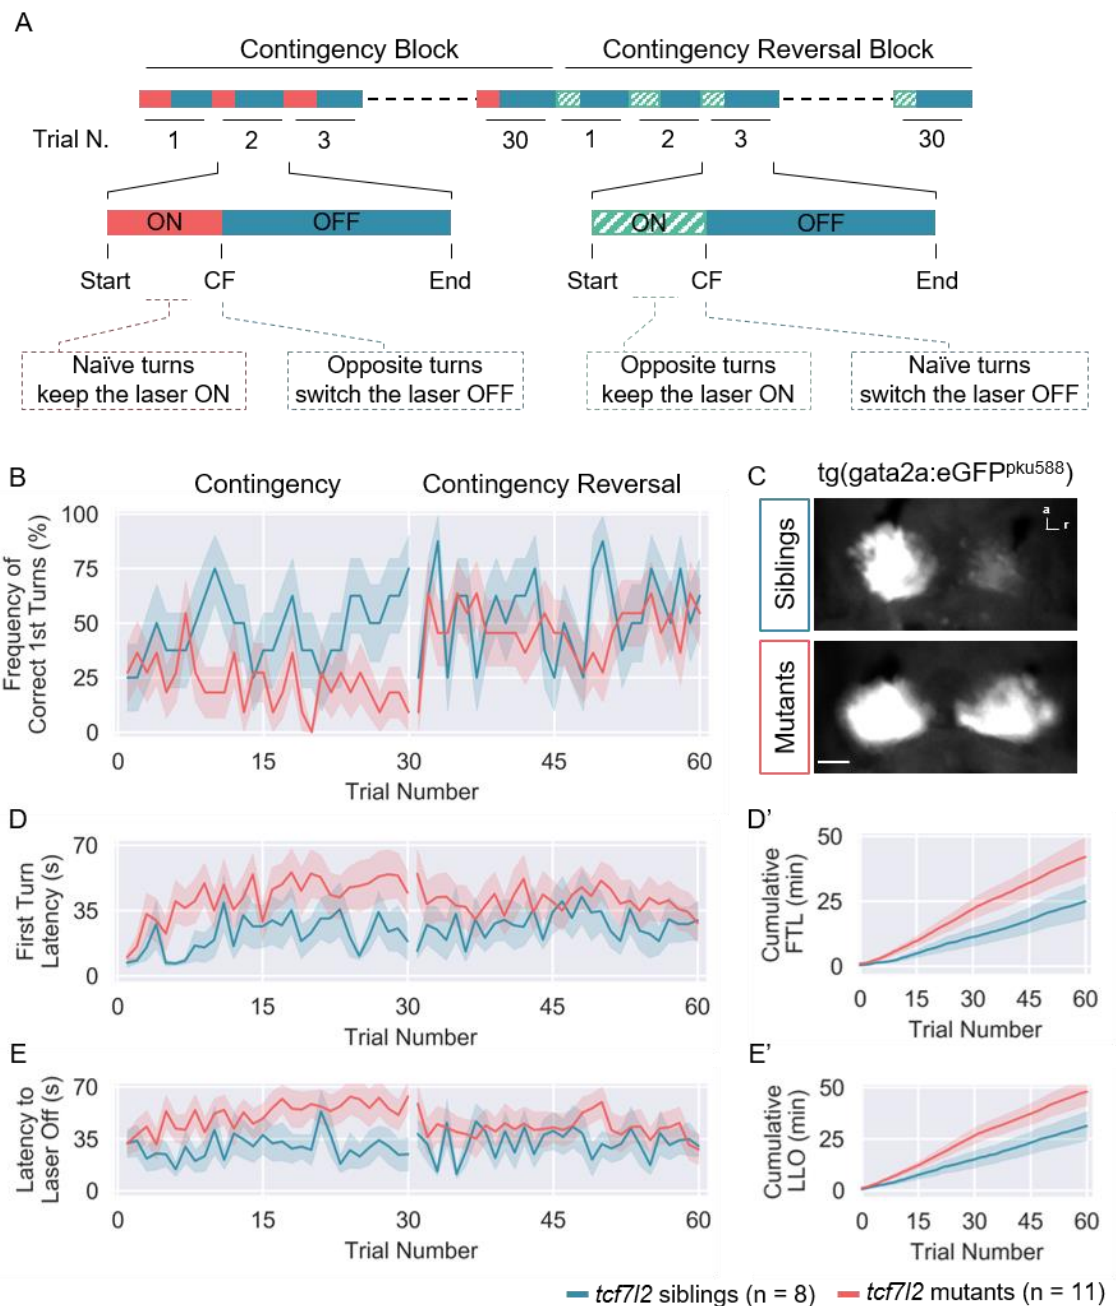 A
Contingency Block
Contingency Reversal Block
Trial N.
1
2
3
30
1
2
3
30
ON
OFF
ON
OFF
Start
CF
End
Start
CF
End
Naïve turns
keep the laser ON
Opposite turns
switch the laser OFF
Opposite turns
keep the laser ON
Naïve turns
switch the laser OFF
B
Contingency
Contingency Reversal
Frequency of
Correct 1st Turns (%)
100
75
50
25
0
0
15
30
45
60
Trial Number
C
tg(gata2a:eGFPpku588)
Siblings
a
r
Mutants
D
First Turn
Latency (s)
70
35
0
0
15
30
45
60
Trial Number
D'
Cumulative
FTL (min)
50
25
0
0
15
30
45
60
Trial Number
E
Latency to
Laser Off (s)
70
35
0
0
15
30
45
60
Trial Number
E'
Cumulative
LLO (min)
50
25
0
0
15
30
45
60
Trial Number
tcf7l2 siblings (n = 8)
tcf7l2 mutants (n = 11)